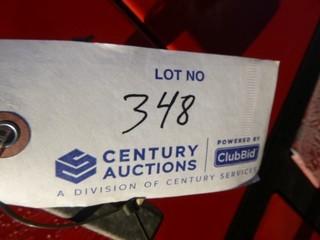 LOT NO
348
CENTURY
AUCTIONS
POWERED BY
ClubBid
A DIVISION OF CENTURY SERVICES